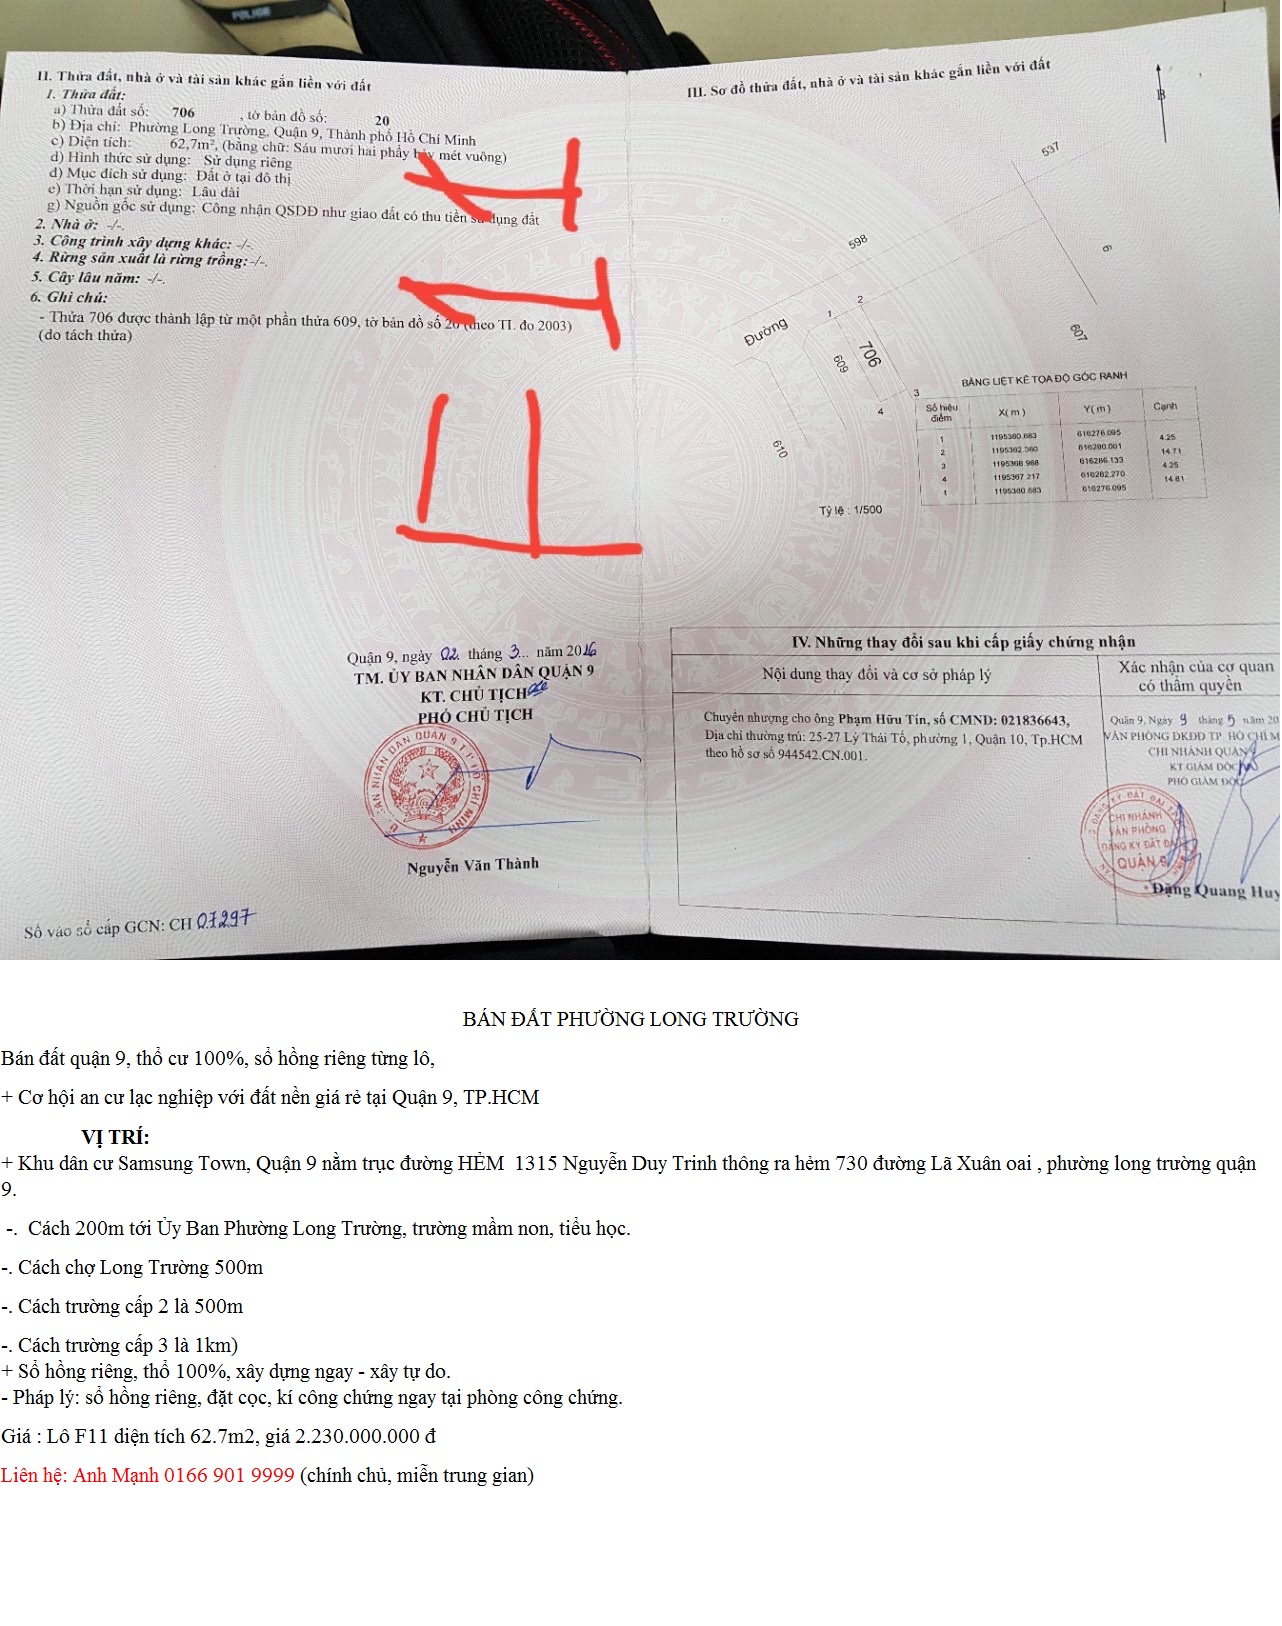 POLICE
II. Thửa đất, nhà ở và tài sản khác gắn liền với đất
1. Thửa đất:
a) Thửa đất số: 706 , tờ bản đồ số: 20
b) Địa chỉ: Phường Long Trường, Quận 9, Thành phố Hồ Chí Minh
c) Diện tích: 62,7m², (bằng chữ: Sáu mươi hai phẩy bảy mét vuông)
d) Hình thức sử dụng: Sử dụng riêng
đ) Mục đích sử dụng: Đất ở tại đô thị
e) Thời hạn sử dụng: Lâu dài
g) Nguồn gốc sử dụng: Công nhận QSDĐ như giao đất có thu tiền sử dụng đất
2. Nhà ở: -/-.
3. Công trình xây dựng khác: -/-.
4. Rừng sản xuất là rừng trồng: -/-.
5. Cây lâu năm: -/-.
6. Ghi chú:
- Thửa 706 được thành lập từ một phần thửa 609, tờ bản đồ số 20 (theo TL đo 2003)
(do tách thửa)
F11
Quận 9, ngày 02 tháng 3... năm 2016
TM. ỦY BAN NHÂN DÂN QUẬN 9
KT. CHỦ TỊCH
PHÓ CHỦ TỊCH
Nguyễn Văn Thành
Số vào sổ cấp GCN: CH 07297
III. Sơ đồ thửa đất, nhà ở và tài sản khác gắn liền với đất
B
537
598
6
607
2
1
Đường
706
609
3
4
610
BẢNG LIỆT KÊ TỌA ĐỘ GÓC RANH
Số hiệu điểm X( m ) Y( m ) Cạnh
1 1195380.683 616276.095
4.25
2 1195382.360 616280.001
14.71
3 1195368.968 616286.133
4.25
4 1195367.217 616282.270
14.81
1 1195380.683 616276.095
Tỷ lệ : 1/500
IV. Những thay đổi sau khi cấp giấy chứng nhận
Nội dung thay đổi và cơ sở pháp lý
Xác nhận của cơ quan
có thẩm quyền
Chuyển nhượng cho ông Phạm Hữu Tín, số CMND: 021836643,
Địa chỉ thường trú: 25-27 Lý Thái Tổ, phường 1, Quận 10, Tp.HCM
theo hồ sơ số 944542.CN.001.
Quận 9, Ngày 9 tháng 5 năm 20
VĂN PHÒNG ĐKĐĐ TP. HỒ CHÍ M
CHI NHÁNH QUẬN 9
KT GIÁM ĐỐC
PHÓ GIÁM ĐỐC
CHI NHÁNH
VĂN PHÒNG
ĐĂNG KÝ ĐẤT ĐAI
QUẬN 9
Đặng Quang Huy
BÁN ĐẤT PHƯỜNG LONG TRƯỜNG
Bán đất quận 9, thổ cư 100%, sổ hồng riêng từng lô,
+ Cơ hội an cư lạc nghiệp với đất nền giá rẻ tại Quận 9, TP.HCM
VỊ TRÍ:
+ Khu dân cư Samsung Town, Quận 9 nằm trục đường HẺM 1315 Nguyễn Duy Trinh thông ra hẻm 730 đường Lã Xuân oai , phường long trường quận
9.
-. Cách 200m tới Ủy Ban Phường Long Trường, trường mầm non, tiểu học.
-. Cách chợ Long Trường 500m
-. Cách trường cấp 2 là 500m
-. Cách trường cấp 3 là 1km)
+ Sổ hồng riêng, thổ 100%, xây dựng ngay - xây tự do.
- Pháp lý: sổ hồng riêng, đặt cọc, kí công chứng ngay tại phòng công chứng.
Giá : Lô F11 diện tích 62.7m2, giá 2.230.000.000 đ
Liên hệ: Anh Mạnh 0166 901 9999 (chính chủ, miễn trung gian)